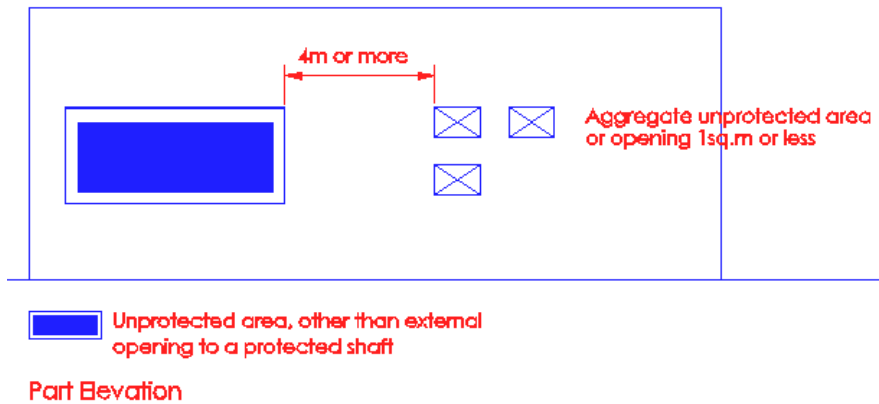 4m or more
Aggregate unprotected area
or opening 1sq.m or less
Unprotected area, other than external
opening to a protected shaft
Part Elevation